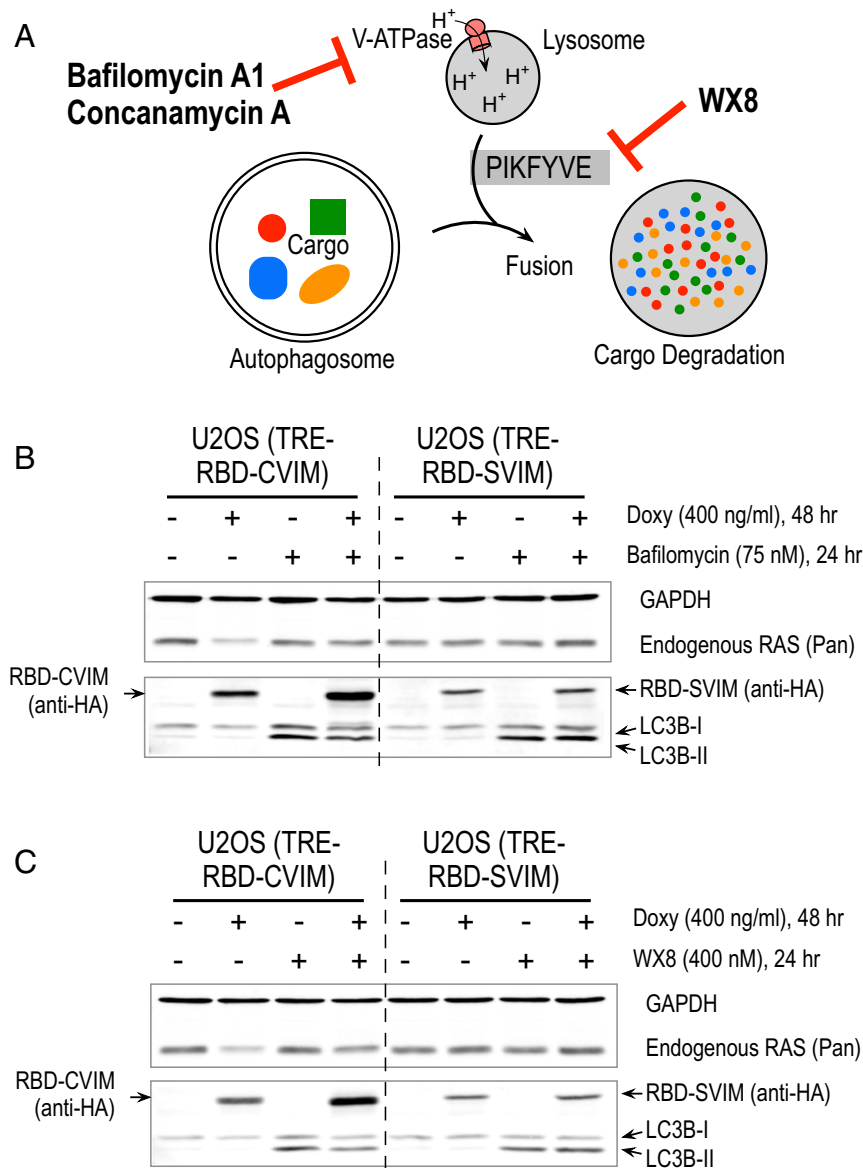 A
H+
V-ATPase
Lysosome
Bafilomycin A1
Concanamycin A
H+
H+
H+
WX8
PIKFYVE
Cargo
Fusion
Autophagosome
Cargo Degradation
B
U2OS (TRE-
RBD-CVIM)
U2OS (TRE-
RBD-SVIM)
- + - + - + - + Doxy (400 ng/ml), 48 hr
- - + + - - + + Bafilomycin (75 nM), 24 hr
GAPDH
Endogenous RAS (Pan)
RBD-CVIM
(anti-HA)
RBD-SVIM (anti-HA)
LC3B-I
LC3B-II
C
U2OS (TRE-
RBD-CVIM)
U2OS (TRE-
RBD-SVIM)
- + - + - + - + Doxy (400 ng/ml), 48 hr
- - + + - - + + WX8 (400 nM), 24 hr
GAPDH
Endogenous RAS (Pan)
RBD-CVIM
(anti-HA)
RBD-SVIM (anti-HA)
LC3B-I
LC3B-II